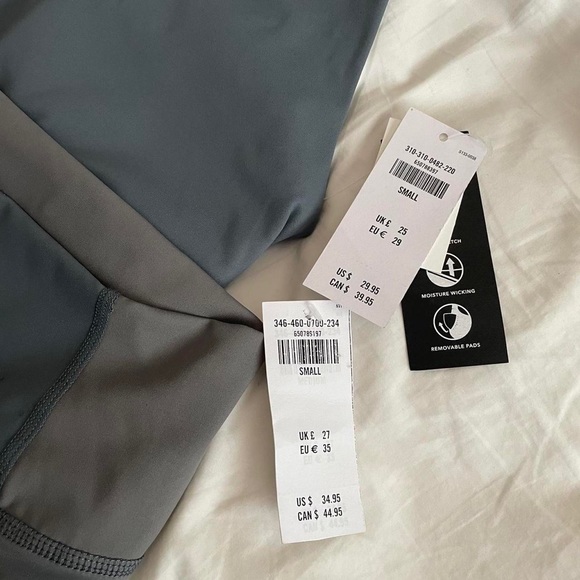 310-310-0482-220
650788397
SMALL
UK £ 25
EU € 29
US $ 29.95
CAN $ 39.95
MOISTURE WICKING
REMOVABLE PADS
346-460-0700-234
650785197
SMALL
UK £ 27
EU € 35
US $ 34.95
CAN $ 44.95